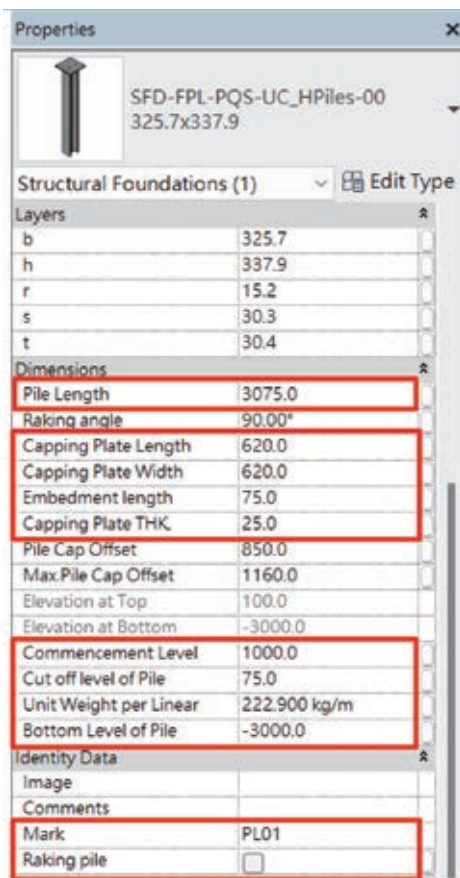 Properties
SFD-FPL-PQS-UC_HPiles-00
325.7x337.9
Structural Foundations (1) Edit Type
Layers
b 325.7
h 337.9
r 15.2
s 30.3
t 30.4
Dimensions
Pile Length 3075.0
Raking angle 90.00°
Capping Plate Length 620.0
Capping Plate Width 620.0
Embedment length 75.0
Capping Plate THK. 25.0
Pile Cap Offset 850.0
Max.Pile Cap Offset 1160.0
Elevation at Top 100.0
Elevation at Bottom -3000.0
Commencement Level 1000.0
Cut off level of Pile 75.0
Unit Weight per Linear 222.900 kg/m
Bottom Level of Pile -3000.0
Identity Data
Image
Comments
Mark PL01
Raking pile